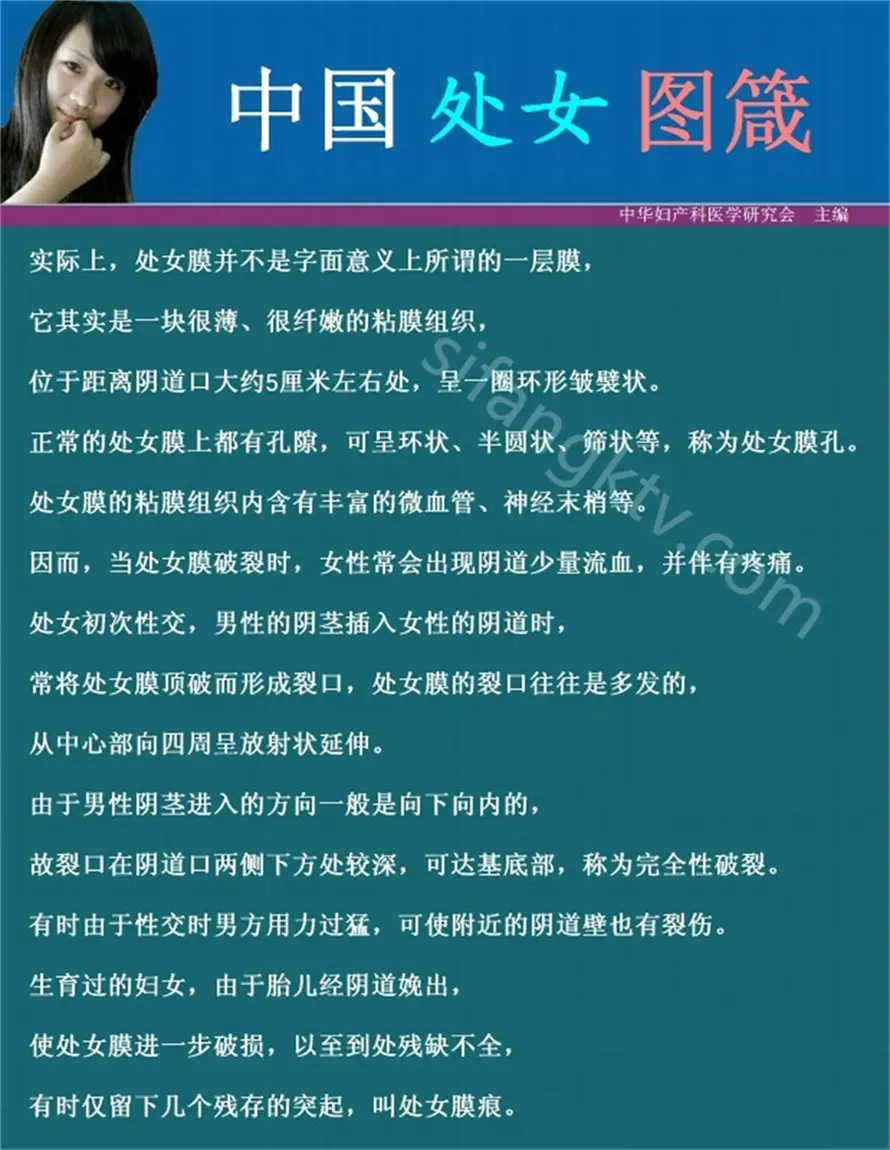 中国 处女 图箴
中华妇产科医学研究会 主编
实际上，处女膜并不是字面意义上所谓的一层膜，
它其实是一块很薄、很纤嫩的粘膜组织，
位于距离阴道口大约5厘米左右处，呈一圈环形皱襞状。
正常的处女膜上都有孔隙，可呈环状、半圆状、筛状等，称为处女膜孔。
处女膜的粘膜组织内含有丰富的微血管、神经末梢等。
因而，当处女膜破裂时，女性常会出现阴道少量流血，并伴有疼痛。
处女初次性交，男性的阴茎插入女性的阴道时，
常将处女膜顶破而形成裂口，处女膜的裂口往往是多发的，
从中心部向四周呈放射状延伸。
由于男性阴茎进入的方向一般是向下向内的，
故裂口在阴道口两侧下方处较深，可达基底部，称为完全性破裂。
有时由于性交时男方用力过猛，可使附近的阴道壁也有裂伤。
生育过的妇女，由于胎儿经阴道娩出，
使处女膜进一步破损，以至到处残缺不全，
有时仅留下几个残存的突起，叫处女膜痕。
sifangktv.com